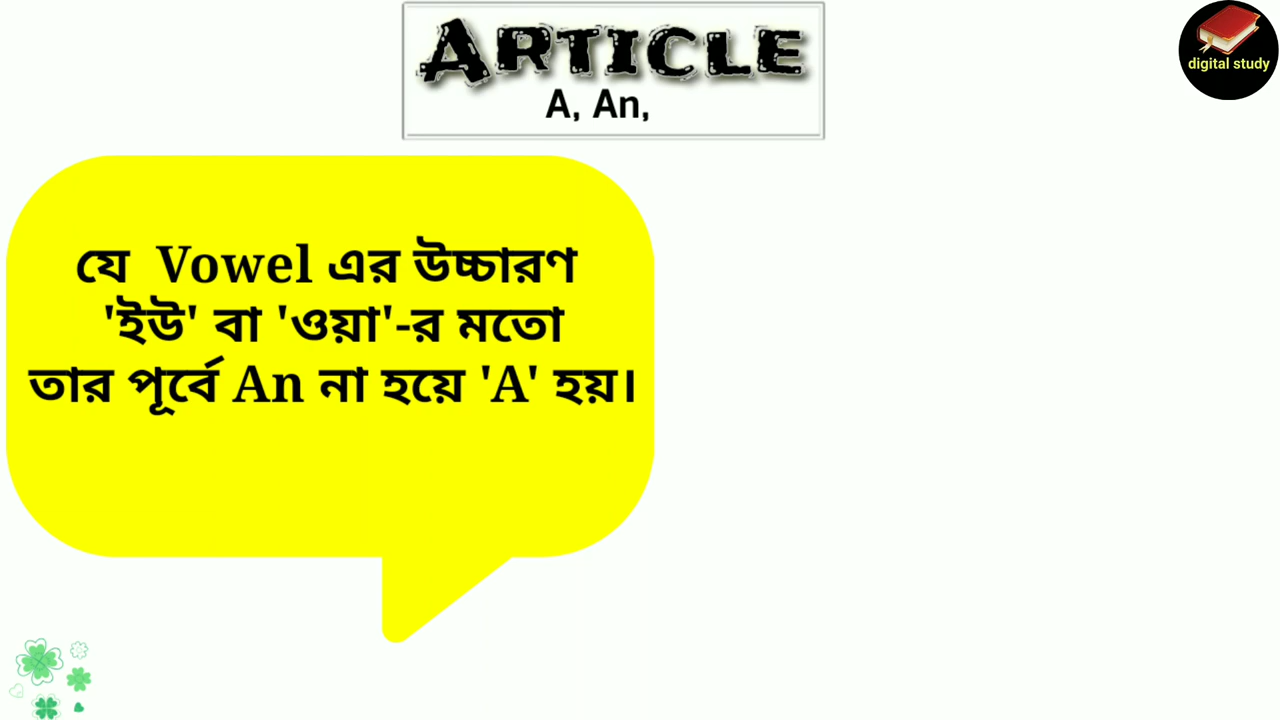 ARTICLE
A, An,
digital study
যে Vowel এর উচ্চারণ
'ইউ' বা 'ওয়া'-র মতো
তার পূর্বে An না হয়ে 'A' হয়।